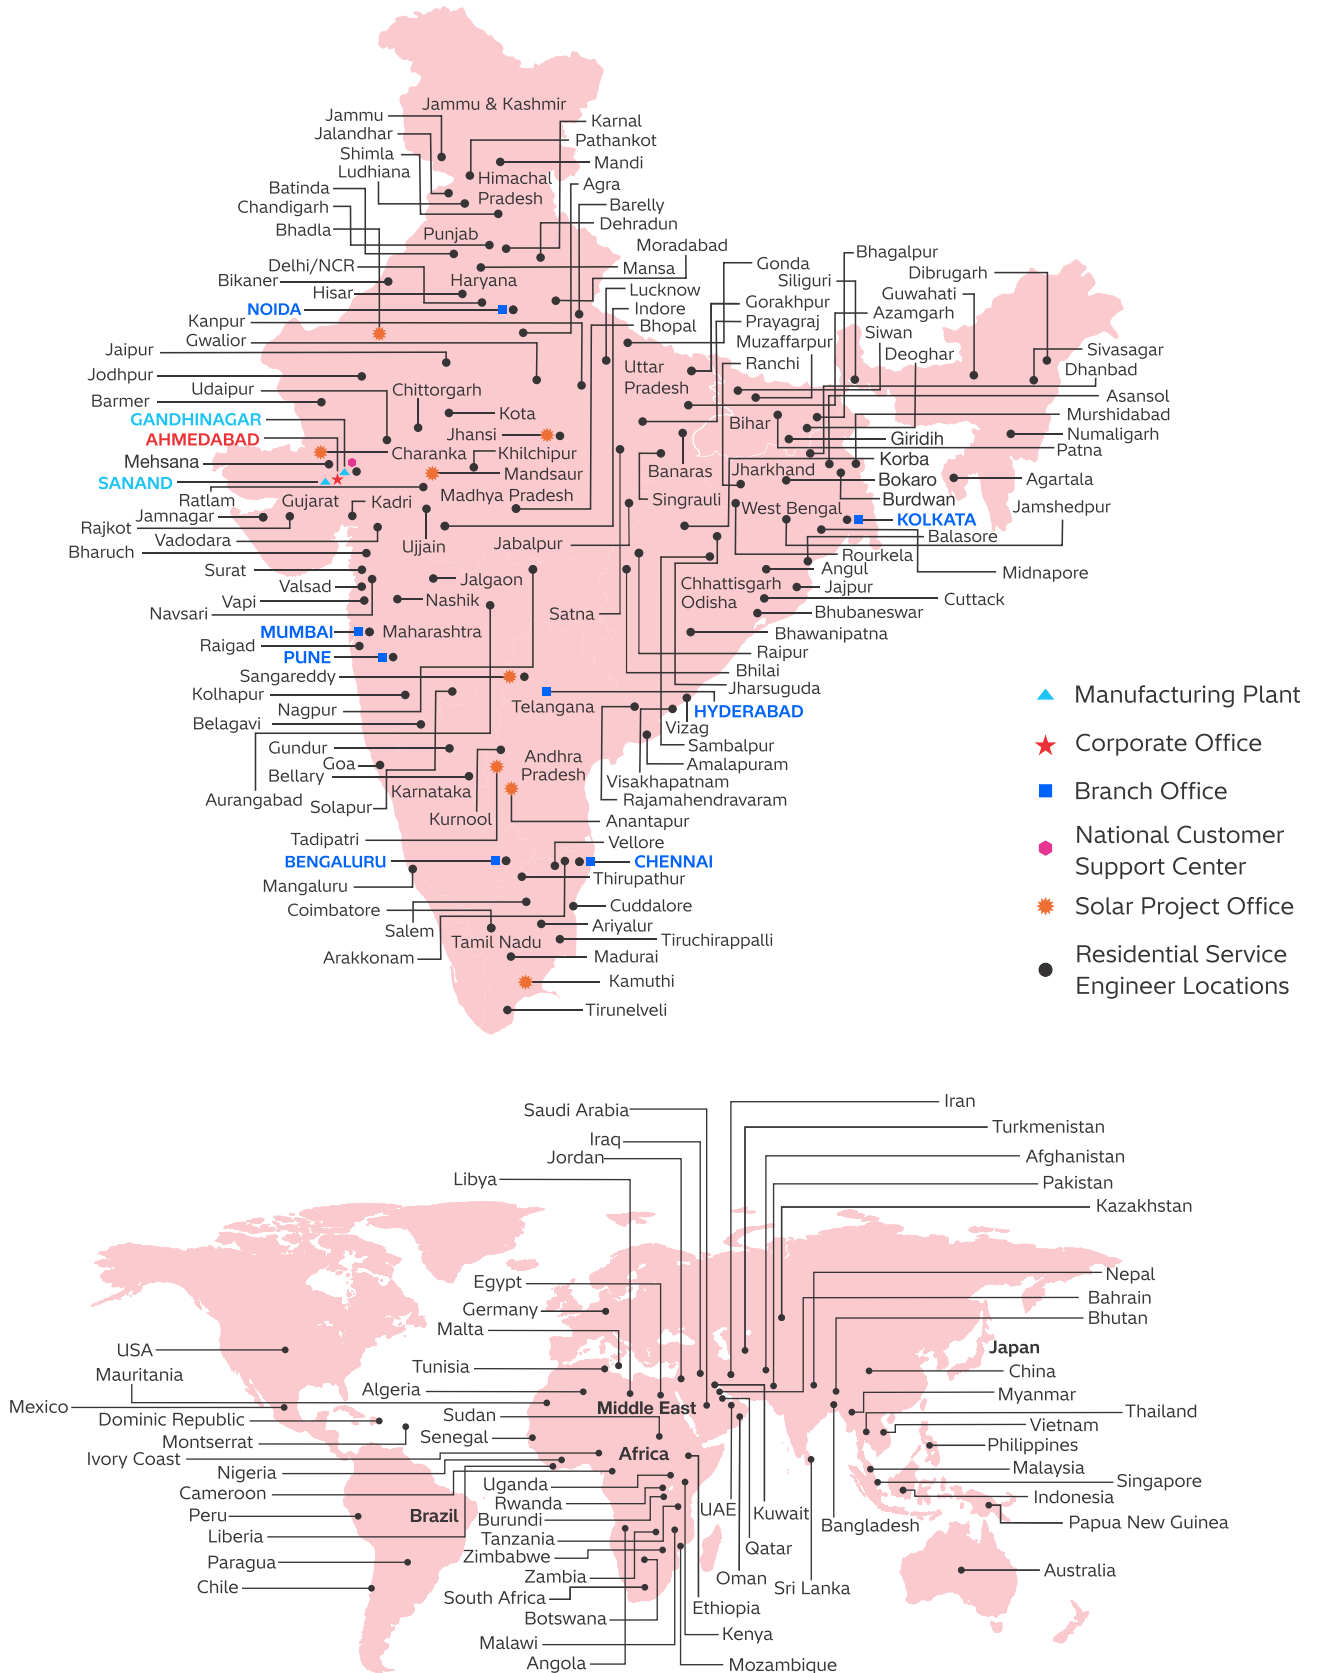 Jammu & Kashmir
Jammu
Karnal
Jalandhar
Pathankot
Shimla
Mandi
Ludhiana
Himachal
Pradesh
Agra
Batinda
Barelly
Chandigarh
Dehradun
Bhadla
Punjab
Moradabad
Bhagalpur
Delhi/NCR
Mansa
Gonda
Dibrugarh
Bikaner
Haryana
Siliguri
Hisar
Lucknow
Guwahati
NOIDA
Indore
Gorakhpur
Azamgarh
Kanpur
Bhopal
Prayagraj
Siwan
Gwalior
Muzaffarpur
Jaipur
Deoghar
Sivasagar
Ranchi
Dhanbad
Jodhpur
Uttar
Pradesh
Udaipur
Chittorgarh
Asansol
Barmer
GANDHINAGAR
Kota
Bihar
Murshidabad
AHMEDABAD
Jhansi
Giridih
Numaligarh
Charanka
Khilchipur
Patna
Mehsana
Korba
Mandsaur
Banaras
Jharkhand
SANAND
Bokaro
Agartala
Ratlam
Gujarat
Kadri
Madhya Pradesh
Singrauli
Burdwan
Jamnagar
West Bengal
Jamshedpur
Rajkot
KOLKATA
Vadodara
Ujjain
Jabalpur
Balasore
Bharuch
Rourkela
Surat
Angul
Midnapore
Valsad
Jalgaon
Chhattisgarh
Jajpur
Vapi
Nashik
Odisha
Cuttack
Navsari
Satna
Bhubaneswar
MUMBAI
Maharashtra
Bhawanipatna
Raigad
Raipur
PUNE
Bhilai
Sangareddy
Jharsuguda
Kolhapur
Manufacturing Plant
Nagpur
Telangana
HYDERABAD
Belagavi
Vizag
Corporate Office
Gundur
Andhra
Pradesh
Sambalpur
Goa
Amalapuram
Bellary
Visakhapatnam
Branch Office
Karnataka
Aurangabad
Solapur
Rajamahendravaram
Kurnool
Anantapur
National Customer
Support Center
Tadipatri
Vellore
BENGALURU
CHENNAI
Mangaluru
Thirupathur
Coimbatore
Cuddalore
Solar Project Office
Salem
Ariyalur
Tamil Nadu
Tiruchirappalli
Arakkonam
Madurai
Residential Service
Engineer Locations
Kamuthi
Tirunelveli
Saudi Arabia
Iran
Iraq
Turkmenistan
Jordan
Afghanistan
Libya
Pakistan
Kazakhstan
Egypt
Nepal
Germany
Bahrain
Malta
Bhutan
USA
Japan
Tunisia
China
Mauritania
Algeria
Myanmar
Mexico
Middle East
Thailand
Dominic Republic
Sudan
Vietnam
Montserrat
Senegal
Philippines
Ivory Coast
Africa
Malaysia
Nigeria
Uganda
Singapore
Cameroon
Rwanda
Indonesia
Peru
Brazil
Burundi
UAE
Kuwait
Bangladesh
Papua New Guinea
Liberia
Tanzania
Qatar
Paragua
Zimbabwe
Australia
Chile
Zambia
Oman
Sri Lanka
South Africa
Ethiopia
Botswana
Kenya
Malawi
Angola
Mozambique